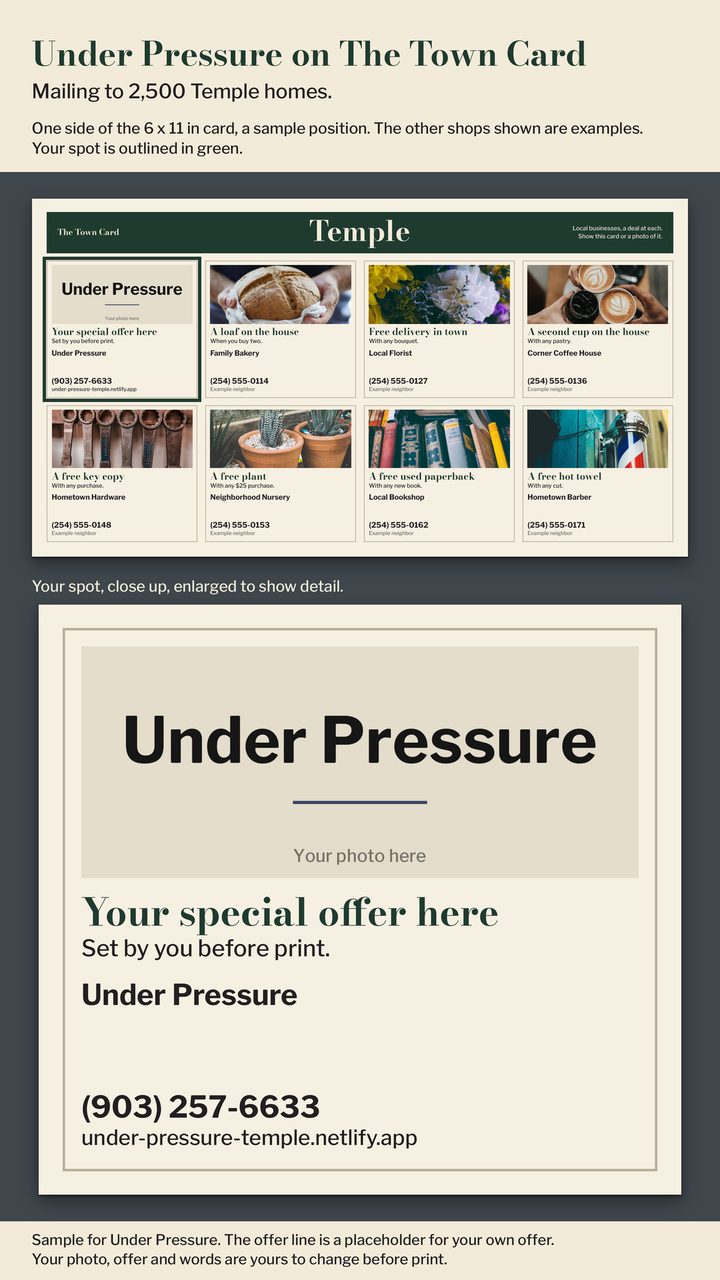 Under Pressure on The Town Card
Mailing to 2,500 Temple homes.
One side of the 6 x 11 in card, a sample position. The other shops shown are examples.
Your spot is outlined in green.
The Town Card
Temple
Local businesses, a deal at each.
Show this card or a photo of it.
Under Pressure
Your photo here
Your special offer here
Set by you before print.
Under Pressure
(903) 257-6633
under-pressure-temple.netlify.app
A loaf on the house
When you buy two.
Family Bakery
(254) 555-0114
Example neighbor
Free delivery in town
With any bouquet.
Local Florist
(254) 555-0127
Example neighbor
A second cup on the house
With any pastry.
Corner Coffee House
(254) 555-0136
Example neighbor
A free key copy
With any purchase.
Hometown Hardware
(254) 555-0148
Example neighbor
A free plant
With any $25 purchase.
Neighborhood Nursery
(254) 555-0153
Example neighbor
A free used paperback
With any new book.
Local Bookshop
(254) 555-0162
Example neighbor
A free hot towel
With any cut.
Hometown Barber
(254) 555-0171
Example neighbor
Your spot, close up, enlarged to show detail.
Under Pressure
Your photo here
Your special offer here
Set by you before print.
Under Pressure
(903) 257-6633
under-pressure-temple.netlify.app
Sample for Under Pressure. The offer line is a placeholder for your own offer.
Your photo, offer and words are yours to change before print.